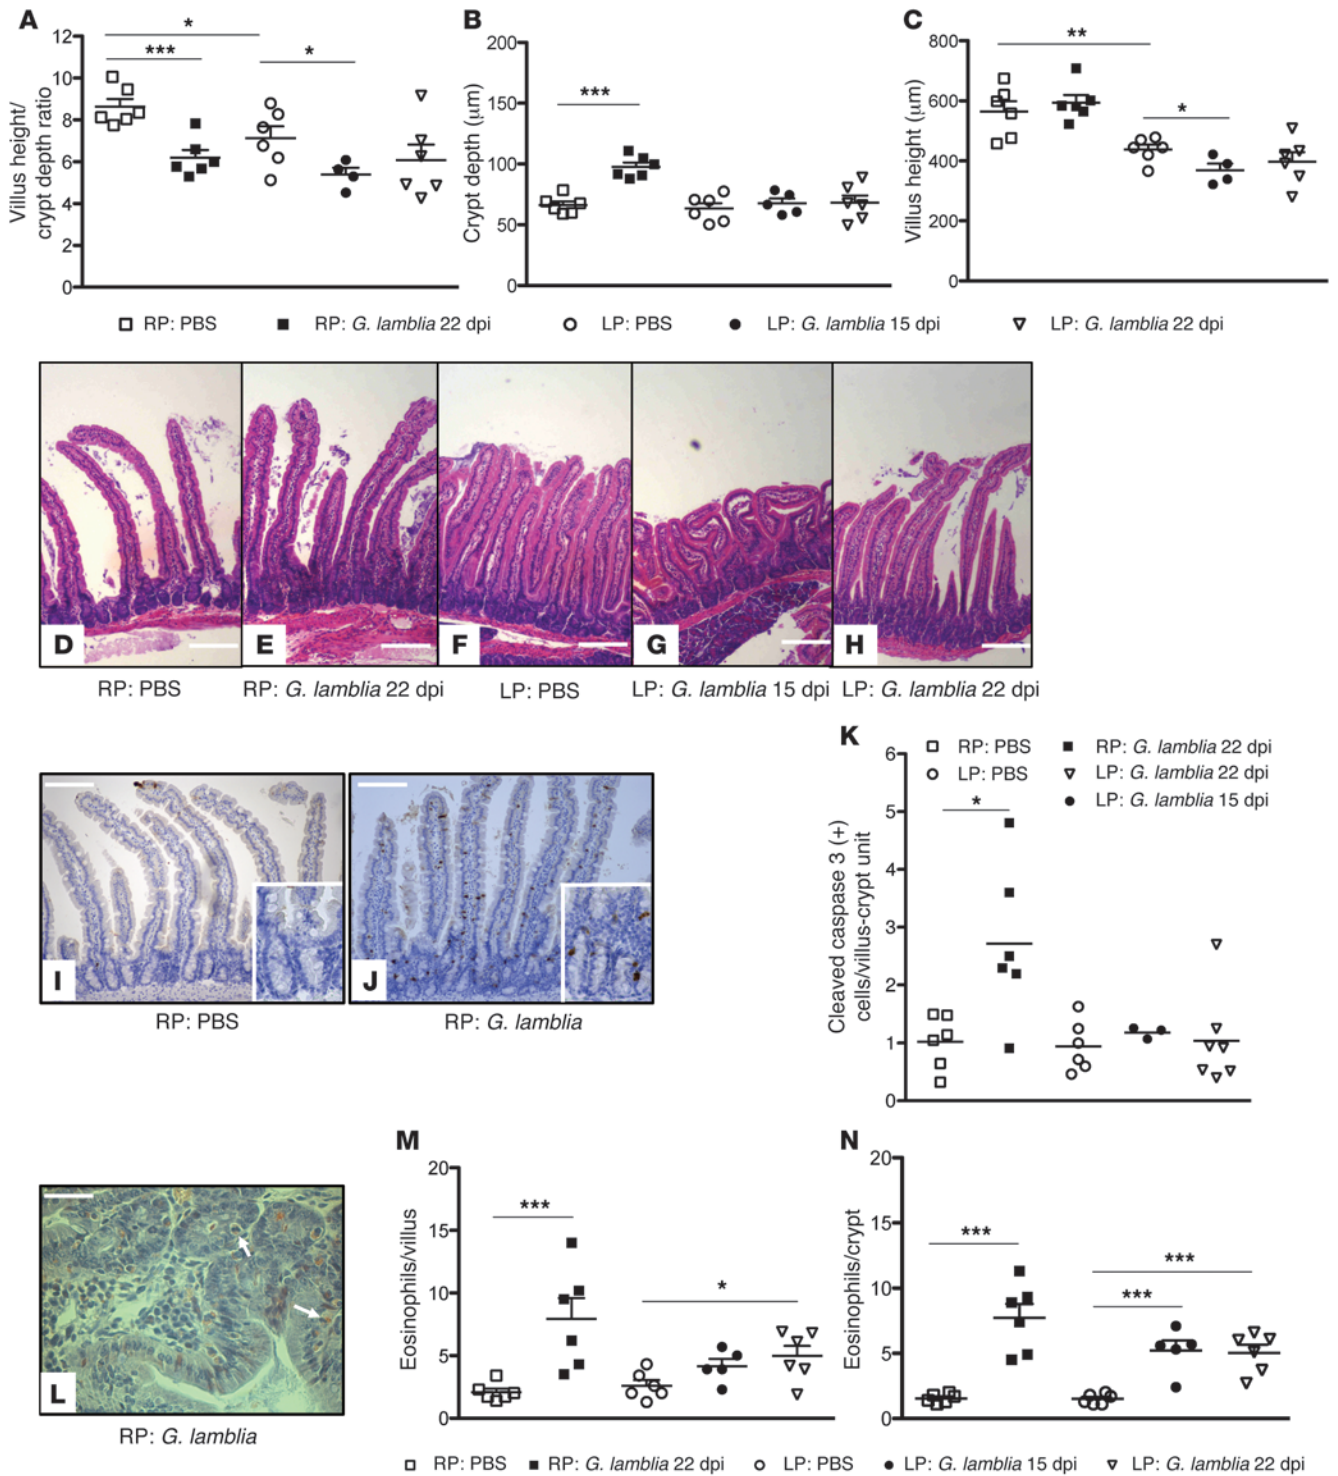 A
Villus height/
crypt depth ratio
12
10
8
6
4
2
0
*
***
*
B
Crypt depth (μm)
200
150
100
50
0
***
C
Villus height (μm)
800
600
400
200
0
**
*
RP: PBS
RP: G. lamblia 22 dpi
LP: PBS
LP: G. lamblia 15 dpi
LP: G. lamblia 22 dpi
D
E
F
G
H
RP: PBS
RP: G. lamblia 22 dpi
LP: PBS
LP: G. lamblia 15 dpi
LP: G. lamblia 22 dpi
I
J
RP: PBS
RP: G. lamblia
K
RP: PBS
RP: G. lamblia 22 dpi
LP: PBS
LP: G. lamblia 22 dpi
LP: G. lamblia 15 dpi
Cleaved caspase 3 (+)
cells/villus-crypt unit
6
5
4
3
2
1
0
*
L
RP: G. lamblia
M
Eosinophils/villus
20
15
10
5
0
***
*
N
Eosinophils/crypt
20
15
10
5
0
***
***
***
RP: PBS
RP: G. lamblia 22 dpi
LP: PBS
LP: G. lamblia 15 dpi
LP: G. lamblia 22 dpi